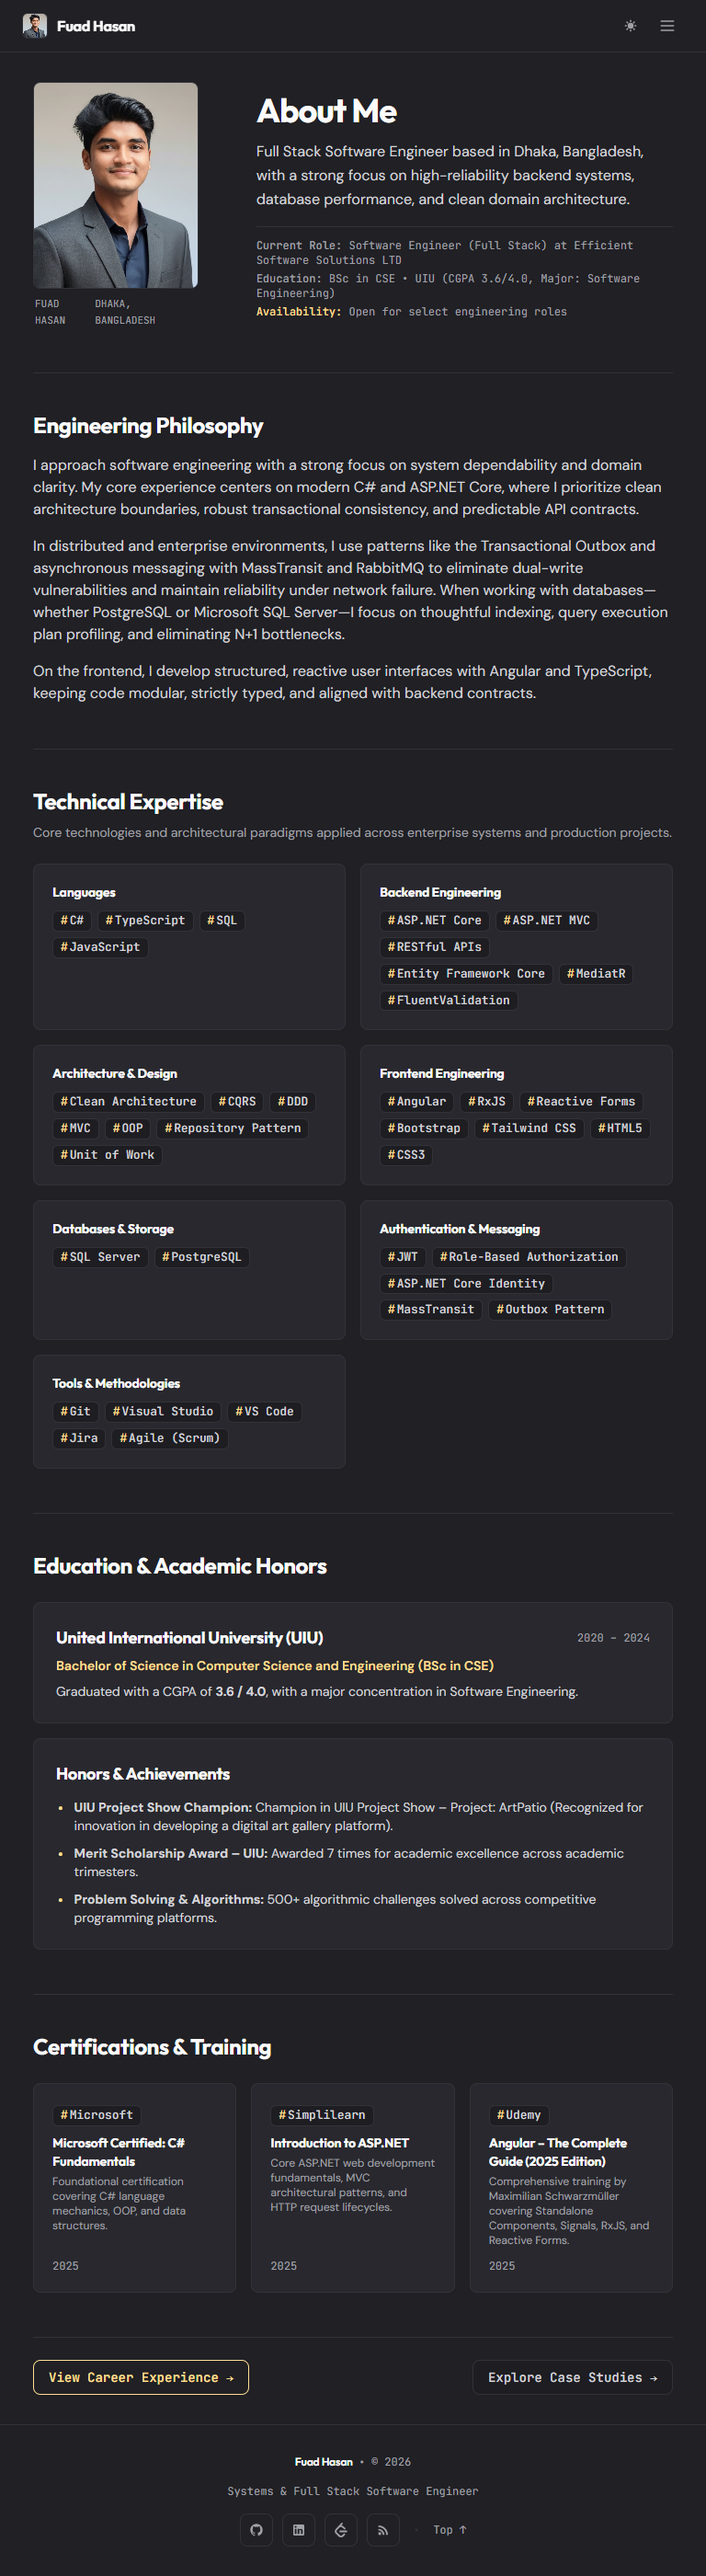 Fuad Hasan
About Me
Full Stack Software Engineer based in Dhaka, Bangladesh,
with a strong focus on high-reliability backend systems,
database performance, and clean domain architecture.
Current Role: Software Engineer (Full Stack) at Efficient
Software Solutions LTD
Education: BSc in CSE • UIU (CGPA 3.6/4.0, Major: Software
Engineering)
Availability: Open for select engineering roles
FUAD DHAKA,
HASAN BANGLADESH
Engineering Philosophy
I approach software engineering with a strong focus on system dependability and domain
clarity. My core experience centers on modern C# and ASP.NET Core, where I prioritize clean
architecture boundaries, robust transactional consistency, and predictable API contracts.
In distributed and enterprise environments, I use patterns like the Transactional Outbox and
asynchronous messaging with MassTransit and RabbitMQ to eliminate dual-write
vulnerabilities and maintain reliability under network failure. When working with databases—
whether PostgreSQL or Microsoft SQL Server—I focus on thoughtful indexing, query execution
plan profiling, and eliminating N+1 bottlenecks.
On the frontend, I develop structured, reactive user interfaces with Angular and TypeScript,
keeping code modular, strictly typed, and aligned with backend contracts.
Technical Expertise
Core technologies and architectural paradigms applied across enterprise systems and production projects.
Languages
#C# #TypeScript #SQL
#JavaScript
Backend Engineering
#ASP.NET Core #ASP.NET MVC
#RESTful APIs
#Entity Framework Core #MediatR
#FluentValidation
Architecture & Design
#Clean Architecture #CQRS #DDD
#MVC #OOP #Repository Pattern
#Unit of Work
Frontend Engineering
#Angular #RxJS #Reactive Forms
#Bootstrap #Tailwind CSS #HTML5
#CSS3
Databases & Storage
#SQL Server #PostgreSQL
Authentication & Messaging
#JWT #Role-Based Authorization
#ASP.NET Core Identity
#MassTransit #Outbox Pattern
Tools & Methodologies
#Git #Visual Studio #VS Code
#Jira #Agile (Scrum)
Education & Academic Honors
United International University (UIU) 2020 – 2024
Bachelor of Science in Computer Science and Engineering (BSc in CSE)
Graduated with a CGPA of 3.6 / 4.0, with a major concentration in Software Engineering.
Honors & Achievements
• UIU Project Show Champion: Champion in UIU Project Show – Project: ArtPatio (Recognized for
innovation in developing a digital art gallery platform).
• Merit Scholarship Award – UIU: Awarded 7 times for academic excellence across academic
trimesters.
• Problem Solving & Algorithms: 500+ algorithmic challenges solved across competitive
programming platforms.
Certifications & Training
#Microsoft
Microsoft Certified: C#
Fundamentals
Foundational certification
covering C# language
mechanics, OOP, and data
structures.
2025
#Simplilearn
Introduction to ASP.NET
Core ASP.NET web development
fundamentals, MVC
architectural patterns, and
HTTP request lifecycles.
2025
#Udemy
Angular – The Complete
Guide (2025 Edition)
Comprehensive training by
Maximilian Schwarzmüller
covering Standalone
Components, Signals, RxJS, and
Reactive Forms.
2025
View Career Experience →
Explore Case Studies →
Fuad Hasan • © 2026
Systems & Full Stack Software Engineer
· Top ↑